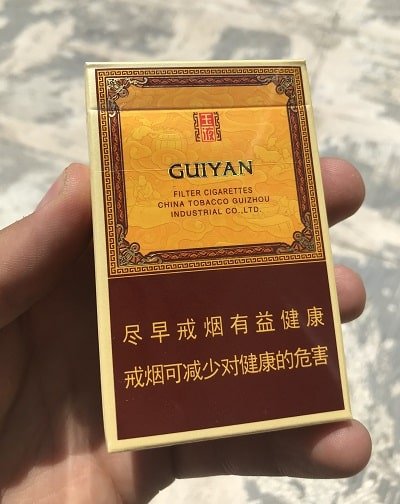 GUIYAN
FILTER CIGARETTES
CHINA TOBACCO GUIZHOU
INDUSTRIAL CO.,LTD.
尽早戒烟有益健康
戒烟可减少对健康的危害